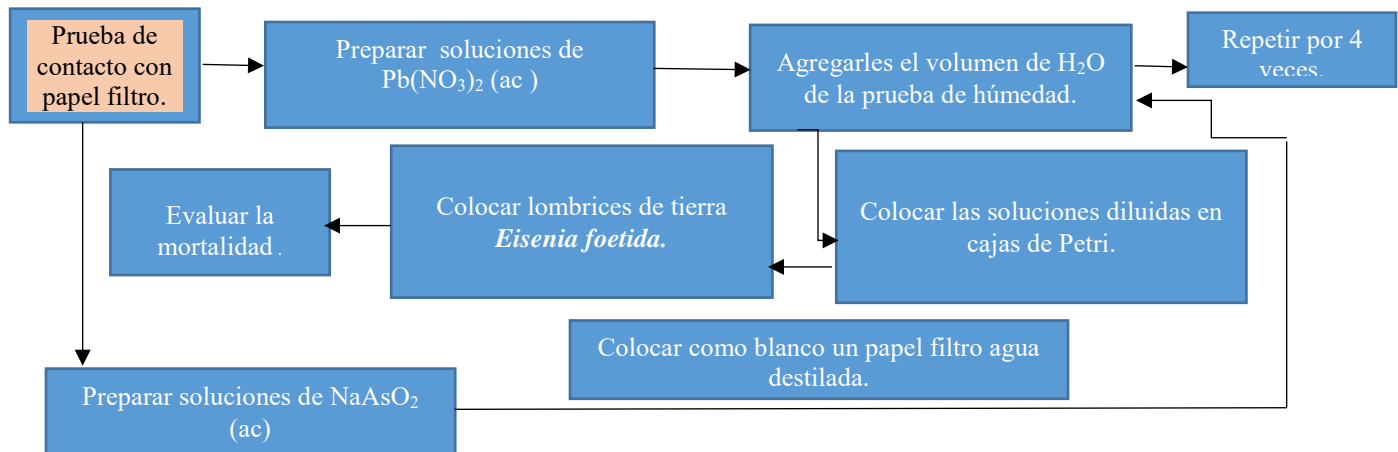 Prueba de
contacto con
papel filtro.
Preparar soluciones de
Pb(NO₃)₂ (ac )
Agregarles el volumen de H₂O
de la prueba de húmedad.
Repetir por 4
veces.
Evaluar la
mortalidad .
Colocar lombrices de tierra
Eisenia foetida.
Colocar las soluciones diluidas en
cajas de Petri.
Colocar como blanco un papel filtro agua
destilada.
Preparar soluciones de NaAsO₂
(ac)